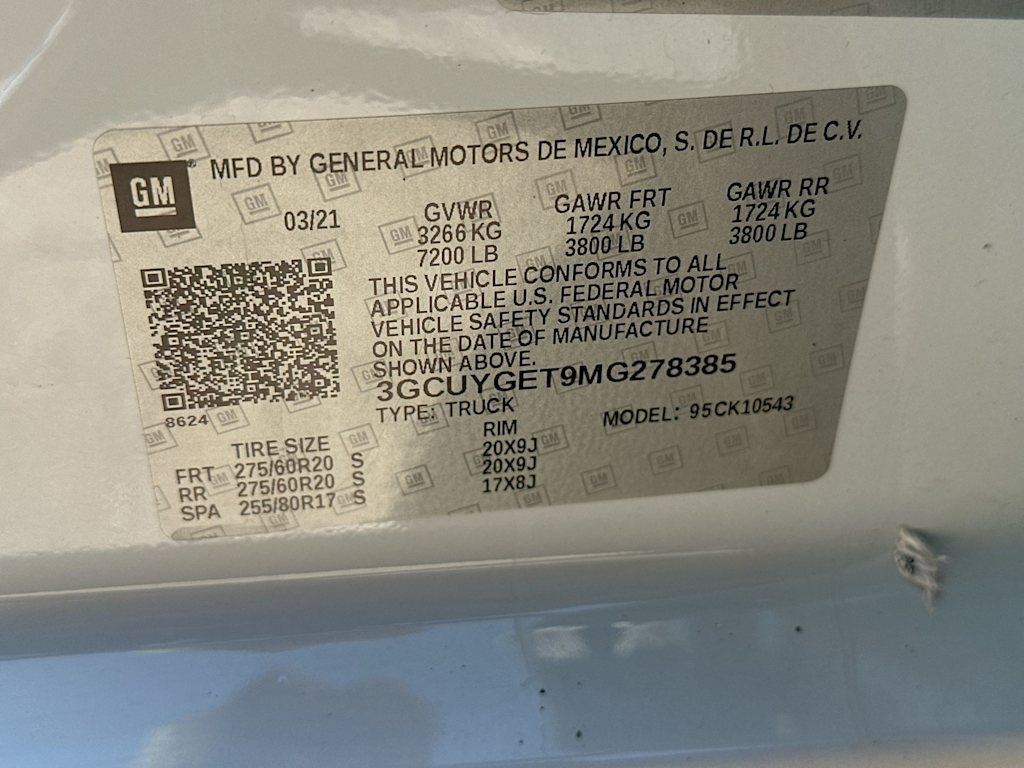 GM
MFD BY GENERAL MOTORS DE MEXICO, S. DE R.L. DE C.V.
03/21
GVWR
3266 KG
7200 LB
GAWR FRT
1724 KG
3800 LB
GAWR RR
1724 KG
3800 LB
THIS VEHICLE CONFORMS TO ALL
APPLICABLE U.S. FEDERAL MOTOR
VEHICLE SAFETY STANDARDS IN EFFECT
ON THE DATE OF MANUFACTURE
SHOWN ABOVE.
3GCUYGET9MG278385
TYPE: TRUCK
MODEL: 95CK10543
8624
TIRE SIZE
RIM
FRT 275/60R20 S 20X9J
RR 275/60R20 S 20X9J
SPA 255/80R17 S 17X8J